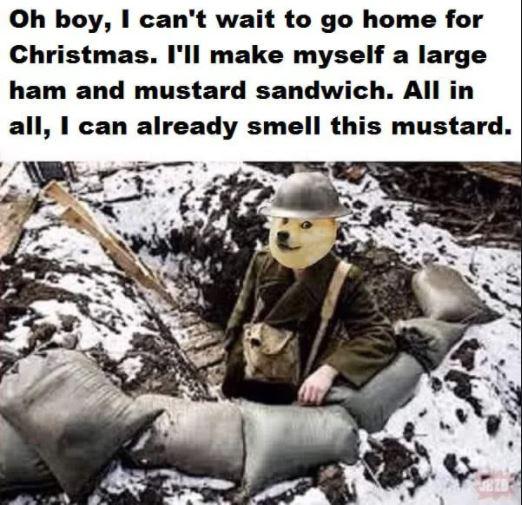 Oh boy, I can't wait to go home for
Christmas. I'll make myself a large
ham and mustard sandwich. All in
all, I can already smell this mustard.